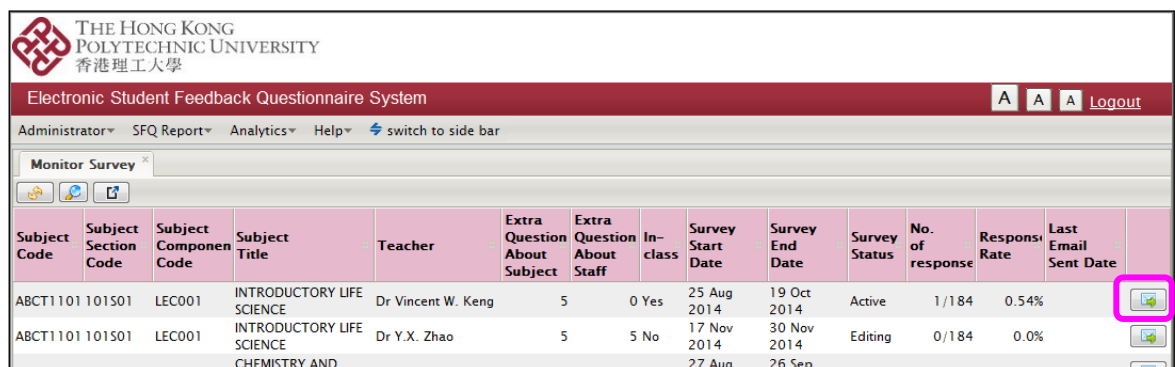 THE HONG KONG
POLYTECHNIC UNIVERSITY
香港理工大學
Electronic Student Feedback Questionnaire System
A A A Logout
Administrator SFQ Report Analytics Help switch to side bar
Monitor Survey ×
Subject Code Subject Section Code Subject Componen Code Subject Title Teacher Extra Question About Subject Extra Question About Staff In-class Survey Start Date Survey End Date Survey Status No. of response Respons Rate Last Email Sent Date
ABCT1101 101S01 LEC001 INTRODUCTORY LIFE SCIENCE Dr Vincent W. Keng 5 0 Yes 25 Aug 2014 19 Oct 2014 Active 1/184 0.54%
ABCT1101 101S01 LEC001 INTRODUCTORY LIFE SCIENCE Dr Y.X. Zhao 5 5 No 17 Nov 2014 30 Nov 2014 Editing 0/184 0.0%
CHEMISTRY AND 27 Aug 26 Sep